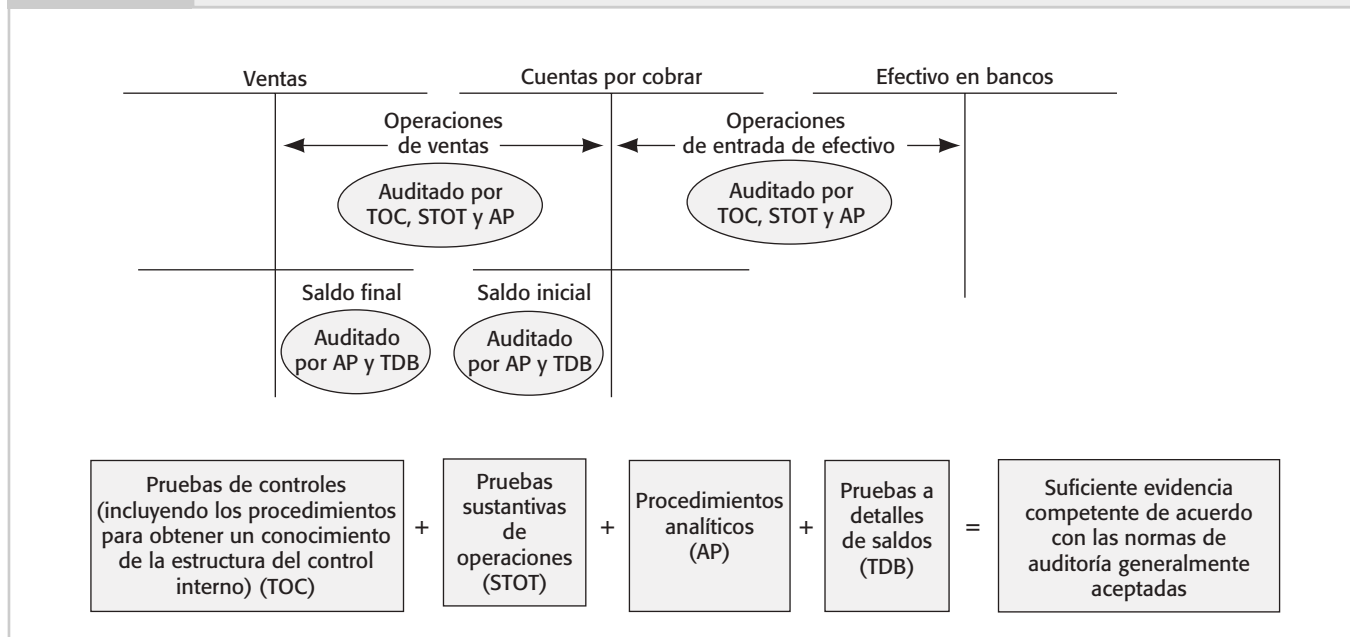 Ventas
Cuentas por cobrar
Efectivo en bancos
Operaciones
de ventas
Operaciones
de entrada de efectivo
Auditado por
TOC, STOT y AP
Auditado por
TOC, STOT y AP
Saldo final
Saldo inicial
Auditado
por AP y TDB
Auditado
por AP y TDB
Pruebas de controles
(incluyendo los procedimientos
para obtener un conocimiento
de la estructura del control
interno) (TOC)
+
Pruebas
sustantivas
de
operaciones
(STOT)
+
Procedimientos
analíticos
(AP)
+
Pruebas a
detalles
de saldos
(TDB)
=
Suficiente evidencia
competente de acuerdo
con las normas de
auditoría generalmente
aceptadas